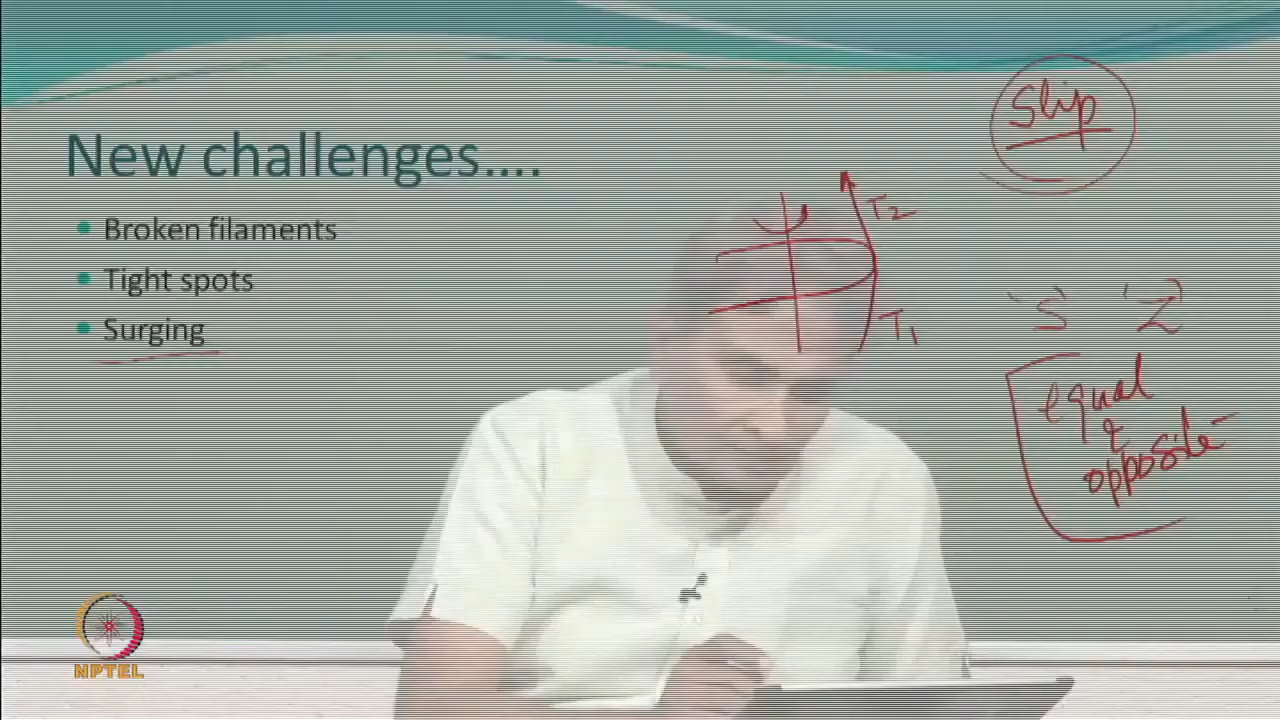 New challenges....
Broken filaments
Tight spots
Surging
Slip
T2
T1
'S' 'Z'
equal
&
opposite
NPTEL